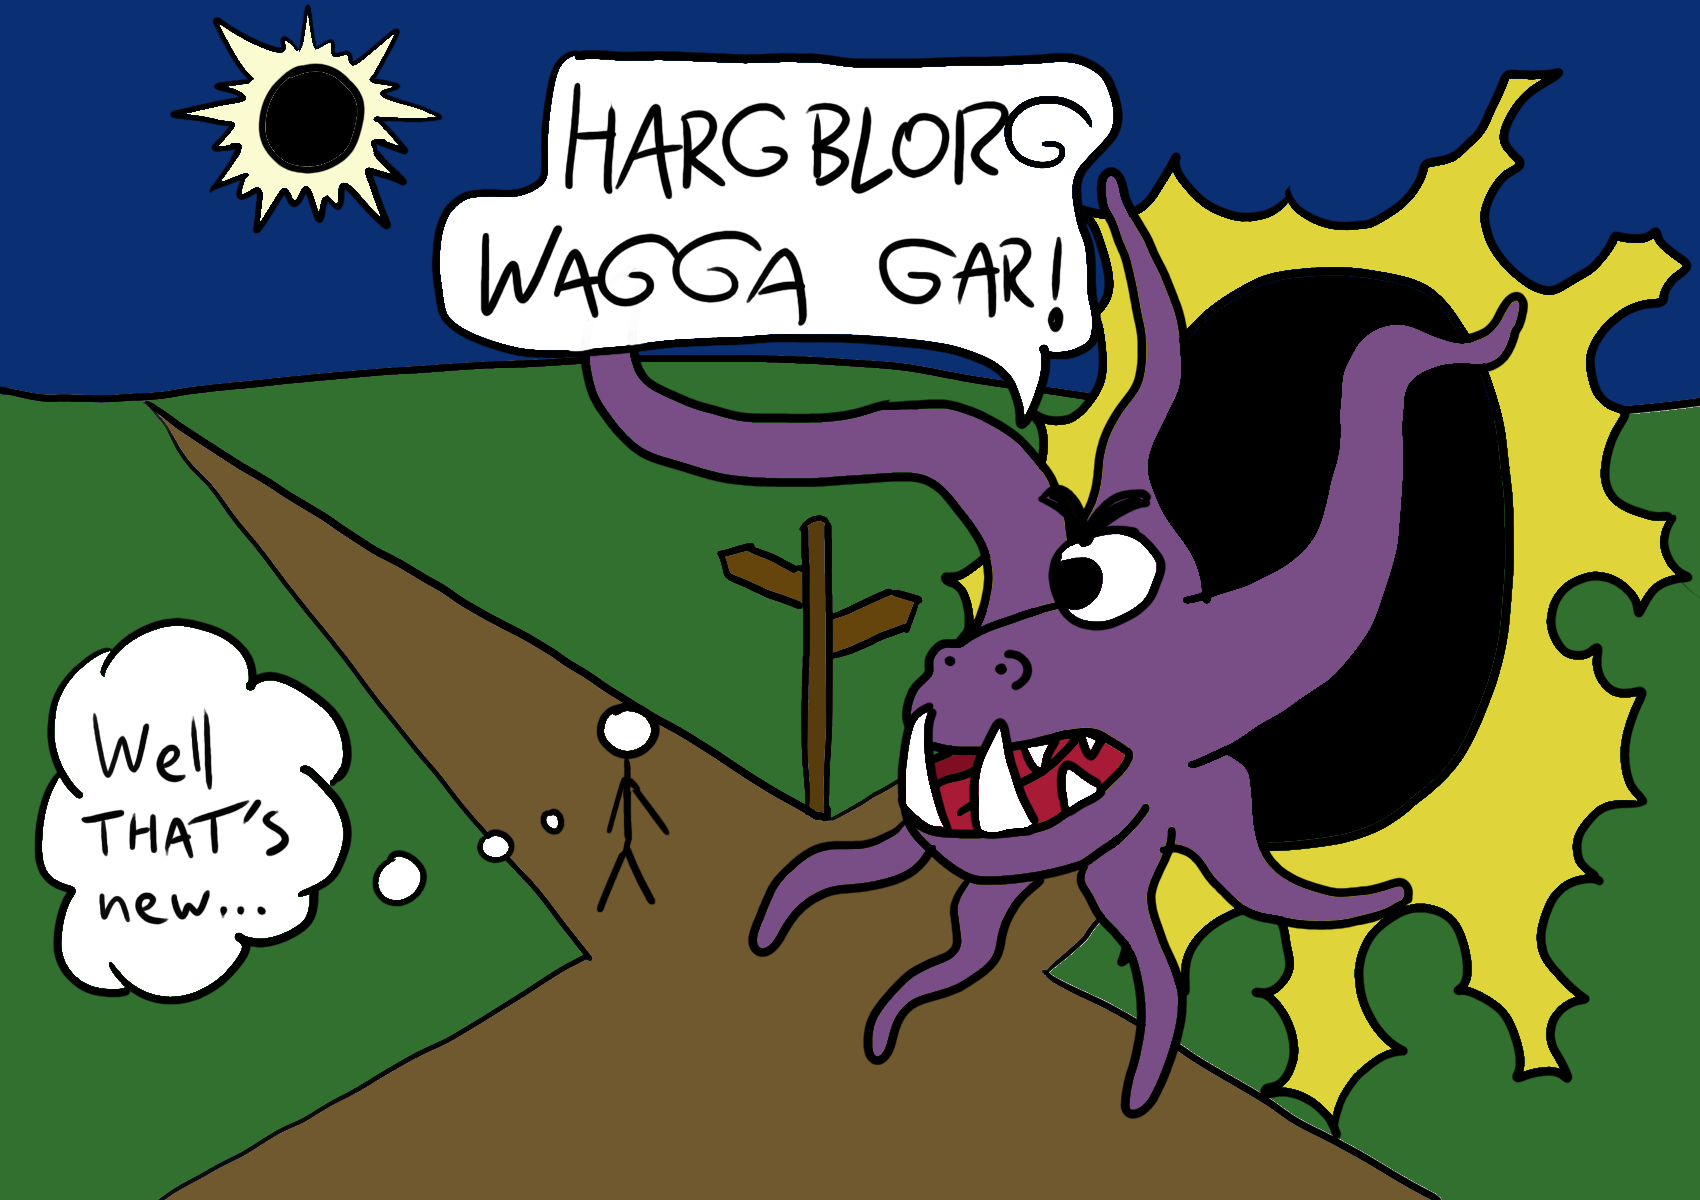 HARG BLORG
WAGGA GAR!
Well
THAT'S
new...